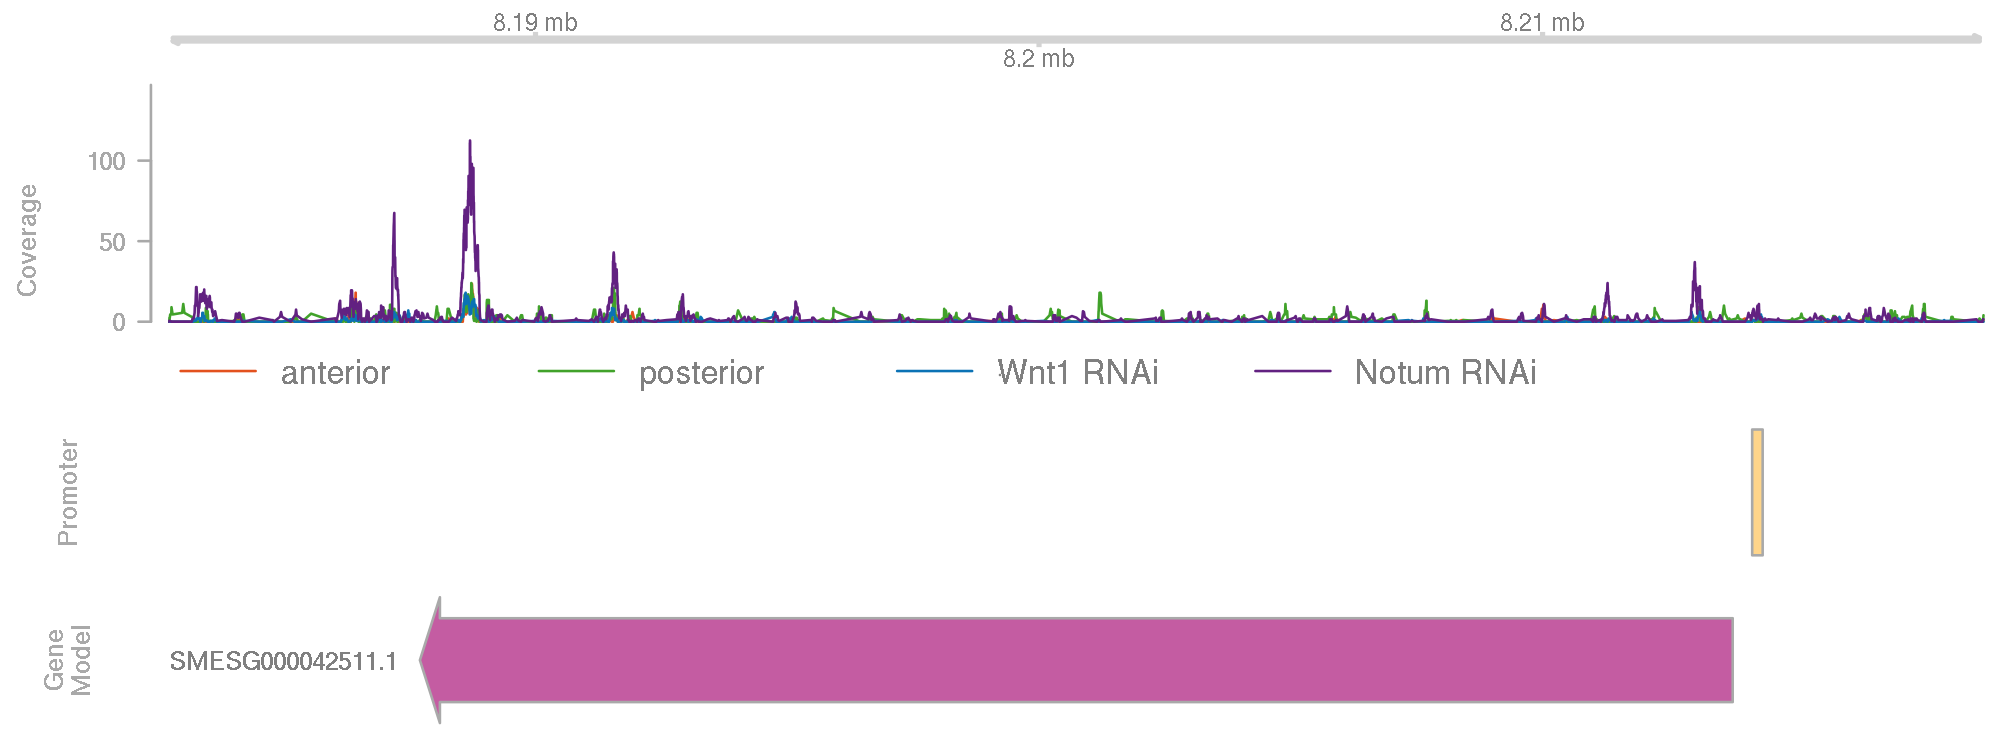 8.19 mb
8.21 mb
8.2 mb
Coverage
100
50
0
anterior posterior Wnt1 RNAi Notum RNAi
Promoter
Gene
Model
SMESG000042511.1